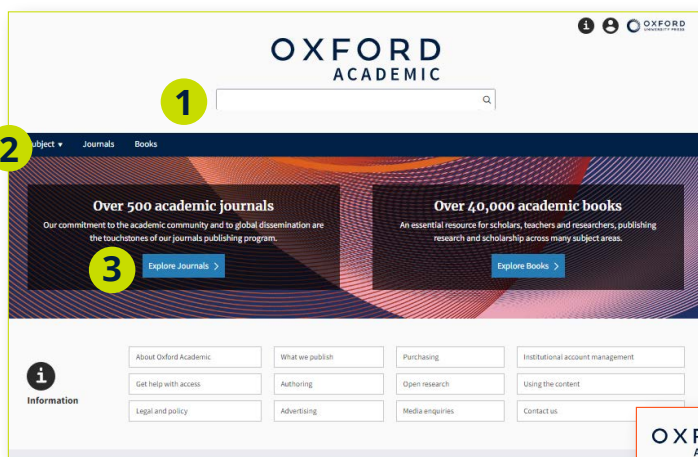 OXFORD
UNIVERSITY PRESS
OXFORD
ACADEMIC
1
2
ubject Journals Books
Over 500 academic journals
Our commitment to the academic community and to global dissemination are
the touchstones of our journals publishing program.
3
Explore Journals
Over 40,000 academic books
An essential resource for scholars, teachers and researchers, publishing
research and scholarship across many subject areas.
Explore Books
i
Information
About Oxford Academic
What we publish
Purchasing
Institutional account management
Get help with access
Authoring
Open research
Using the content
Legal and policy
Advertising
Media enquiries
Contact us
OXF
A